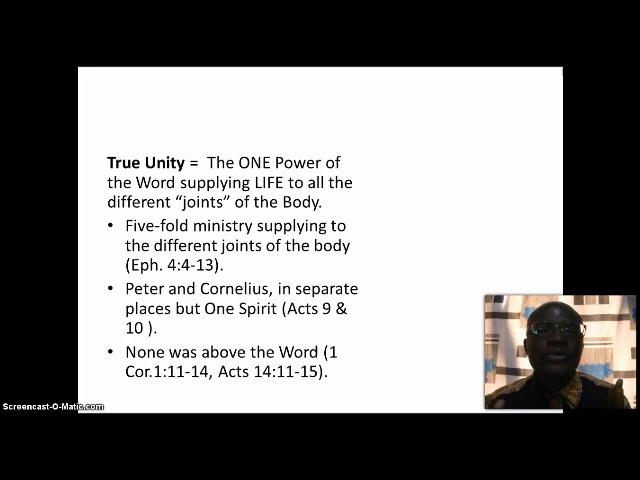 True Unity = The ONE Power of
the Word supplying LIFE to all the
different “joints” of the Body.
• Five-fold ministry supplying to
the different joints of the body
(Eph. 4:4-13).
• Peter and Cornelius, in separate
places but One Spirit (Acts 9 &
10 ).
• None was above the Word (1
Cor.1:11-14, Acts 14:11-15).
Screencast-O-Matic.com